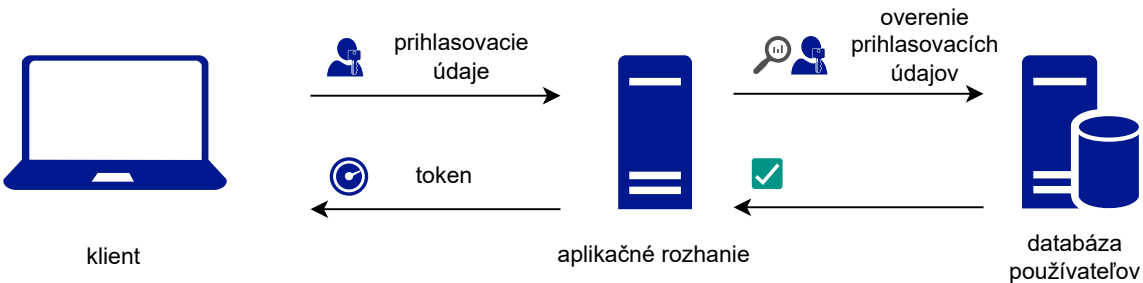 prihlasovacie
údaje
overenie
prihlasovacích
údajov
token
klient
aplikačné rozhanie
databáza
používateľov